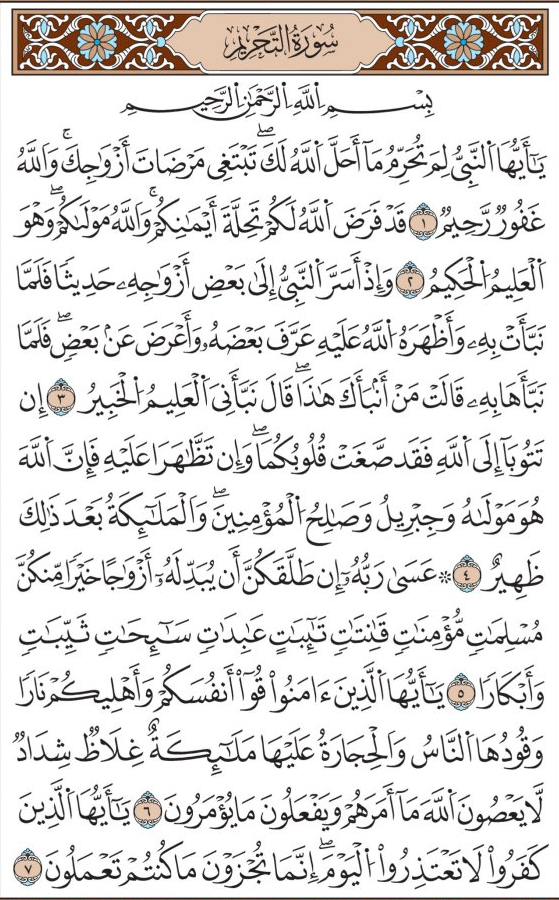 سُورَةُ التَّحْرِيمِ
بِسْمِ اللَّهِ الرَّحْمَٰنِ الرَّحِيمِ
يَٰٓأَيُّهَا ٱلنَّبِىُّ لِمَ تُحَرِّمُ مَآ أَحَلَّ ٱللَّهُ لَكَۖ تَبْتَغِى مَرْضَاتَ أَزْوَٰجِكَۚ وَٱللَّهُ
غَفُورٌ رَّحِيمٌ ١ قَدْ فَرَضَ ٱللَّهُ لَكُمْ تَحِلَّةَ أَيْمَٰنِكُمْۚ وَٱللَّهُ مَوْلَىٰكُمْۖ وَهُوَ
ٱلْعَلِيمُ ٱلْحَكِيمُ ٢ وَإِذْ أَسَرَّ ٱلنَّبِىُّ إِلَىٰ بَعْضِ أَزْوَٰجِهِۦ حَدِيثًا فَلَمَّا
نَبَّأَتْ بِهِۦ وَأَظْهَرَهُ ٱللَّهُ عَلَيْهِ عَرَّفَ بَعْضَهُۥ وَأَعْرَضَ عَنۢ بَعْضٍۖ فَلَمَّا
نَبَّأَهَا بِهِۦ قَالَتْ مَنْ أَنۢبَأَكَ هَٰذَاۖ قَالَ نَبَّأَنِىَ ٱلْعَلِيمُ ٱلْخَبِيرُ ٣ إِن
تَتُوبَآ إِلَى ٱللَّهِ فَقَدْ صَغَتْ قُلُوبُكُمَاۖ وَإِن تَظَٰهَرَا عَلَيْهِ فَإِنَّ ٱللَّهَ
هُوَ مَوْلَىٰهُ وَجِبْرِيلُ وَصَٰلِحُ ٱلْمُؤْمِنِينَۖ وَٱلْمَلَٰٓئِكَةُ بَعْدَ ذَٰلِكَ
ظَهِيرٌ ٤ ۞ عَسَىٰ رَبُّهُۥٓ إِن طَلَّقَكُنَّ أَن يُبْدِلَهُۥٓ أَزْوَٰجًا خَيْرًا مِّنكُنَّ
مُسْلِمَٰتٍ مُّؤْمِنَٰتٍ قَٰنِتَٰتٍ تَٰٓئِبَٰتٍ عَٰبِدَٰتٍ سَٰٓئِحَٰتٍ ثَيِّبَٰتٍ
وَأَبْكَارًا ٥ يَٰٓأَيُّهَا ٱلَّذِينَ ءَامَنُوا۟ قُوٓا۟ أَنفُسَكُمْ وَأَهْلِيكُمْ نَارًا
وَقُودُهَا ٱلنَّاسُ وَٱلْحِجَارَةُ عَلَيْهَا مَلَٰٓئِكَةٌ غِلَاظٌ شِدَادٌ
لَّا يَعْصُونَ ٱللَّهَ مَآ أَمَرَهُمْ وَيَفْعَلُونَ مَا يُؤْمَرُونَ ٦ يَٰٓأَيُّهَا ٱلَّذِينَ
كَفَرُوا۟ لَا تَعْتَذِرُوا۟ ٱلْيَوْمَۖ إِنَّمَا تُجْزَوْنَ مَا كُنتُمْ تَعْمَلُونَ ٧